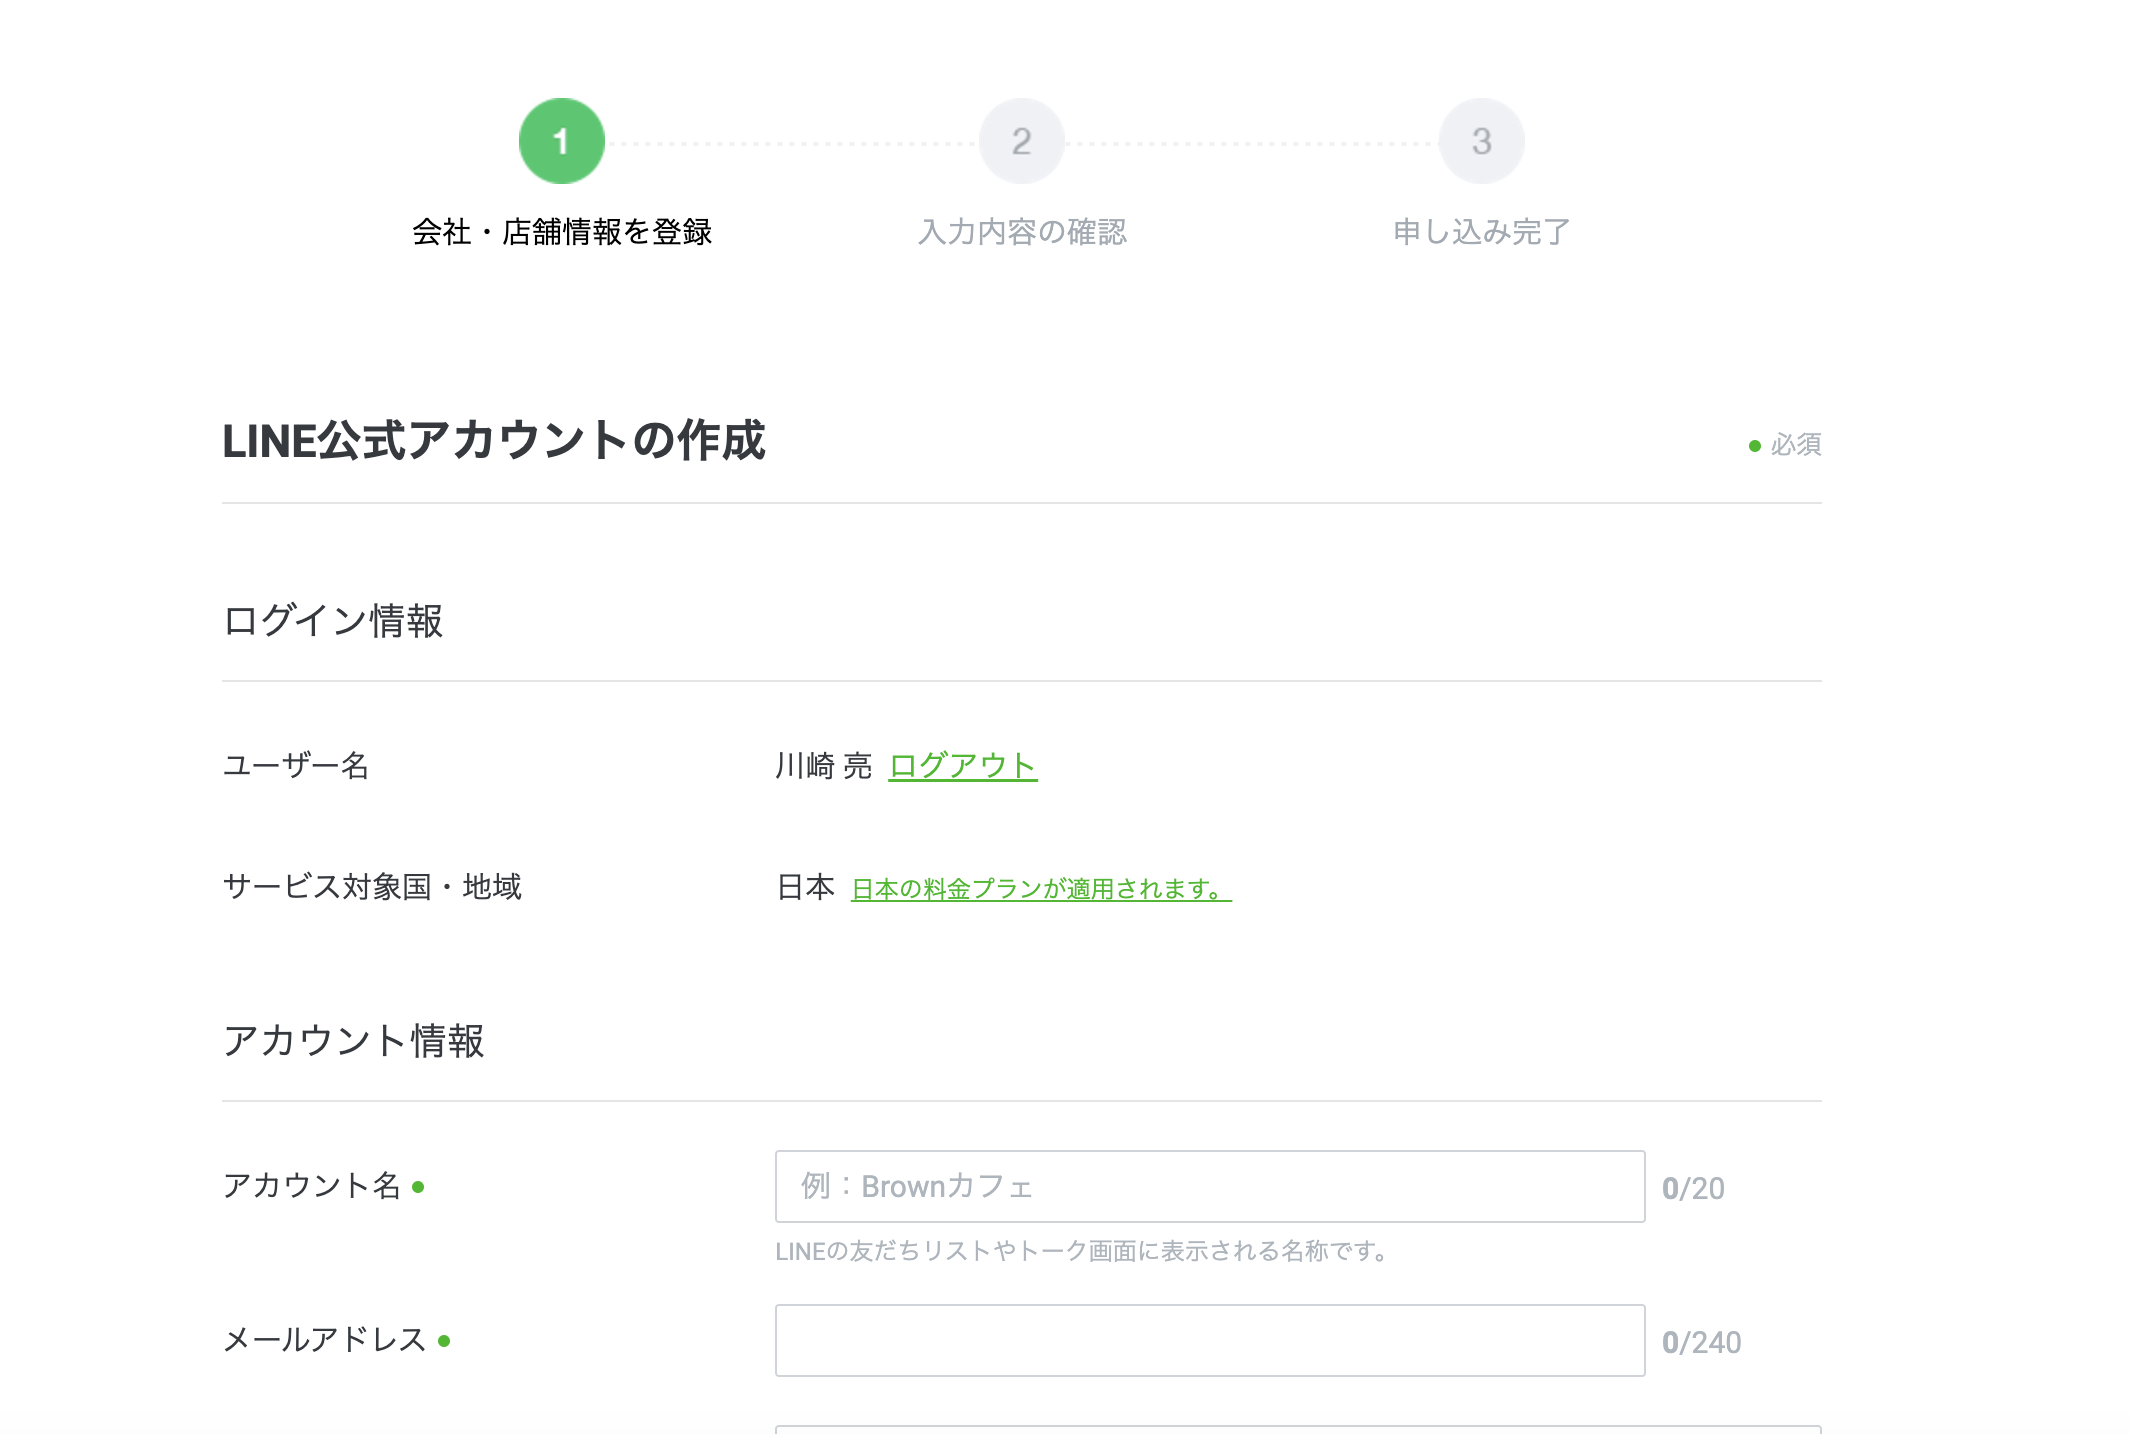 1
2
3
会社・店舗情報を登録
入力内容の確認
申し込み完了
LINE公式アカウントの作成
必須
ログイン情報
ユーザー名
川崎 亮 ログアウト
サービス対象国・地域
日本 日本の料金プランが適用されます。
アカウント情報
アカウント名
例：Brownカフェ
0/20
LINEの友だちリストやトーク画面に表示される名称です。
メールアドレス
0/240